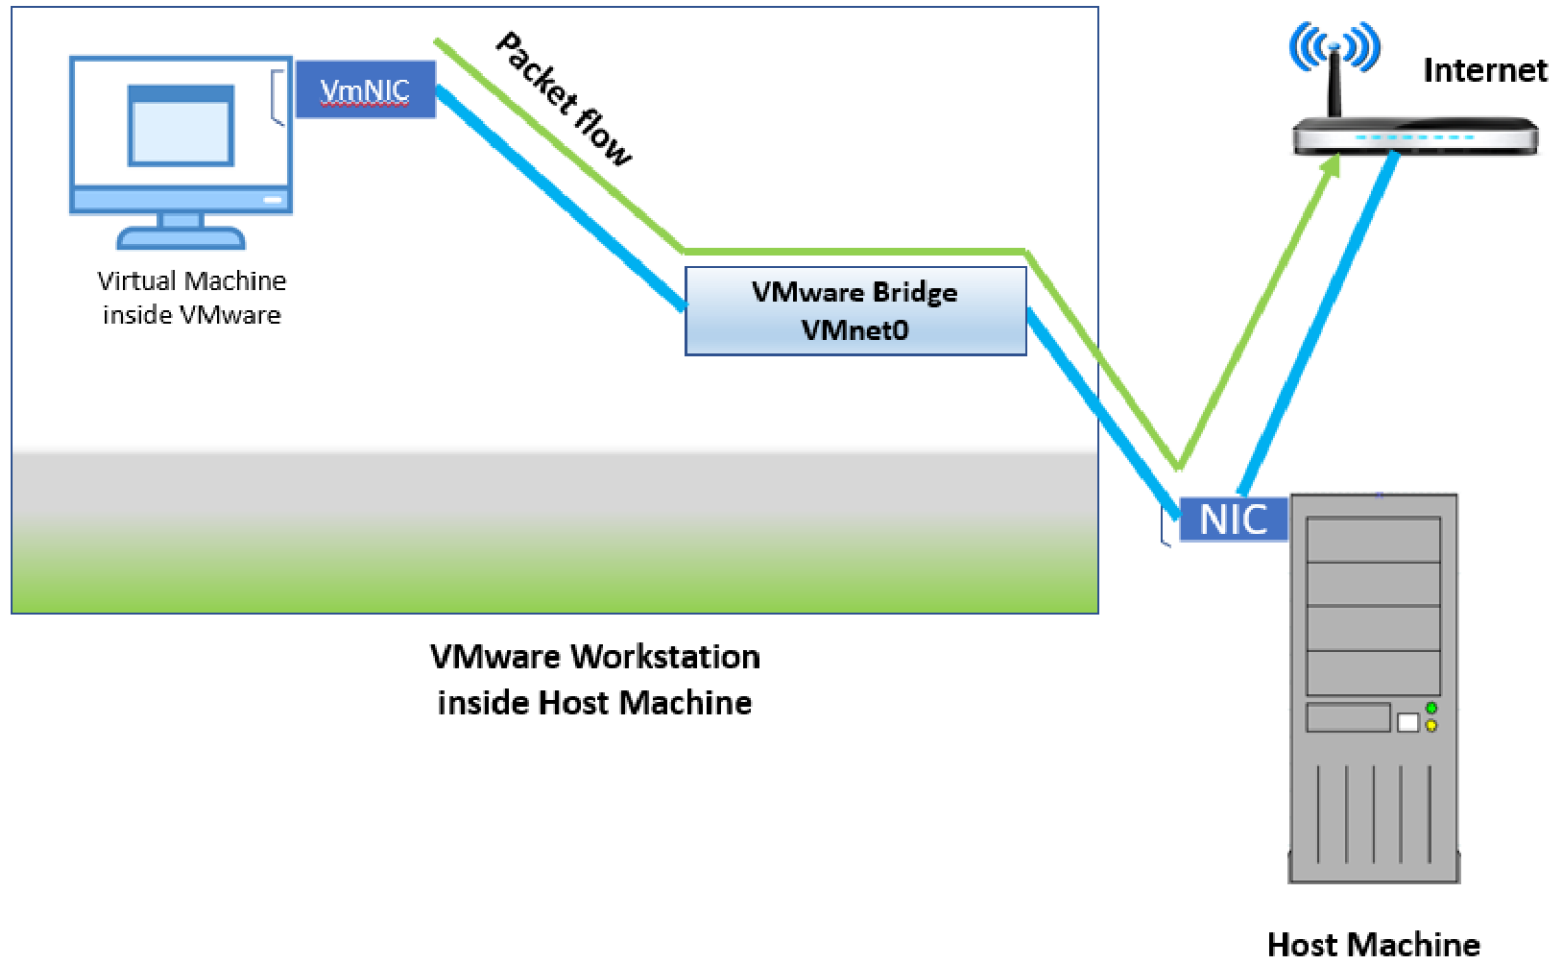 VmNIC
Packet flow
Internet
Virtual Machine
inside VMware
VMware Bridge
VMnet0
NIC
VMware Workstation
inside Host Machine
Host Machine